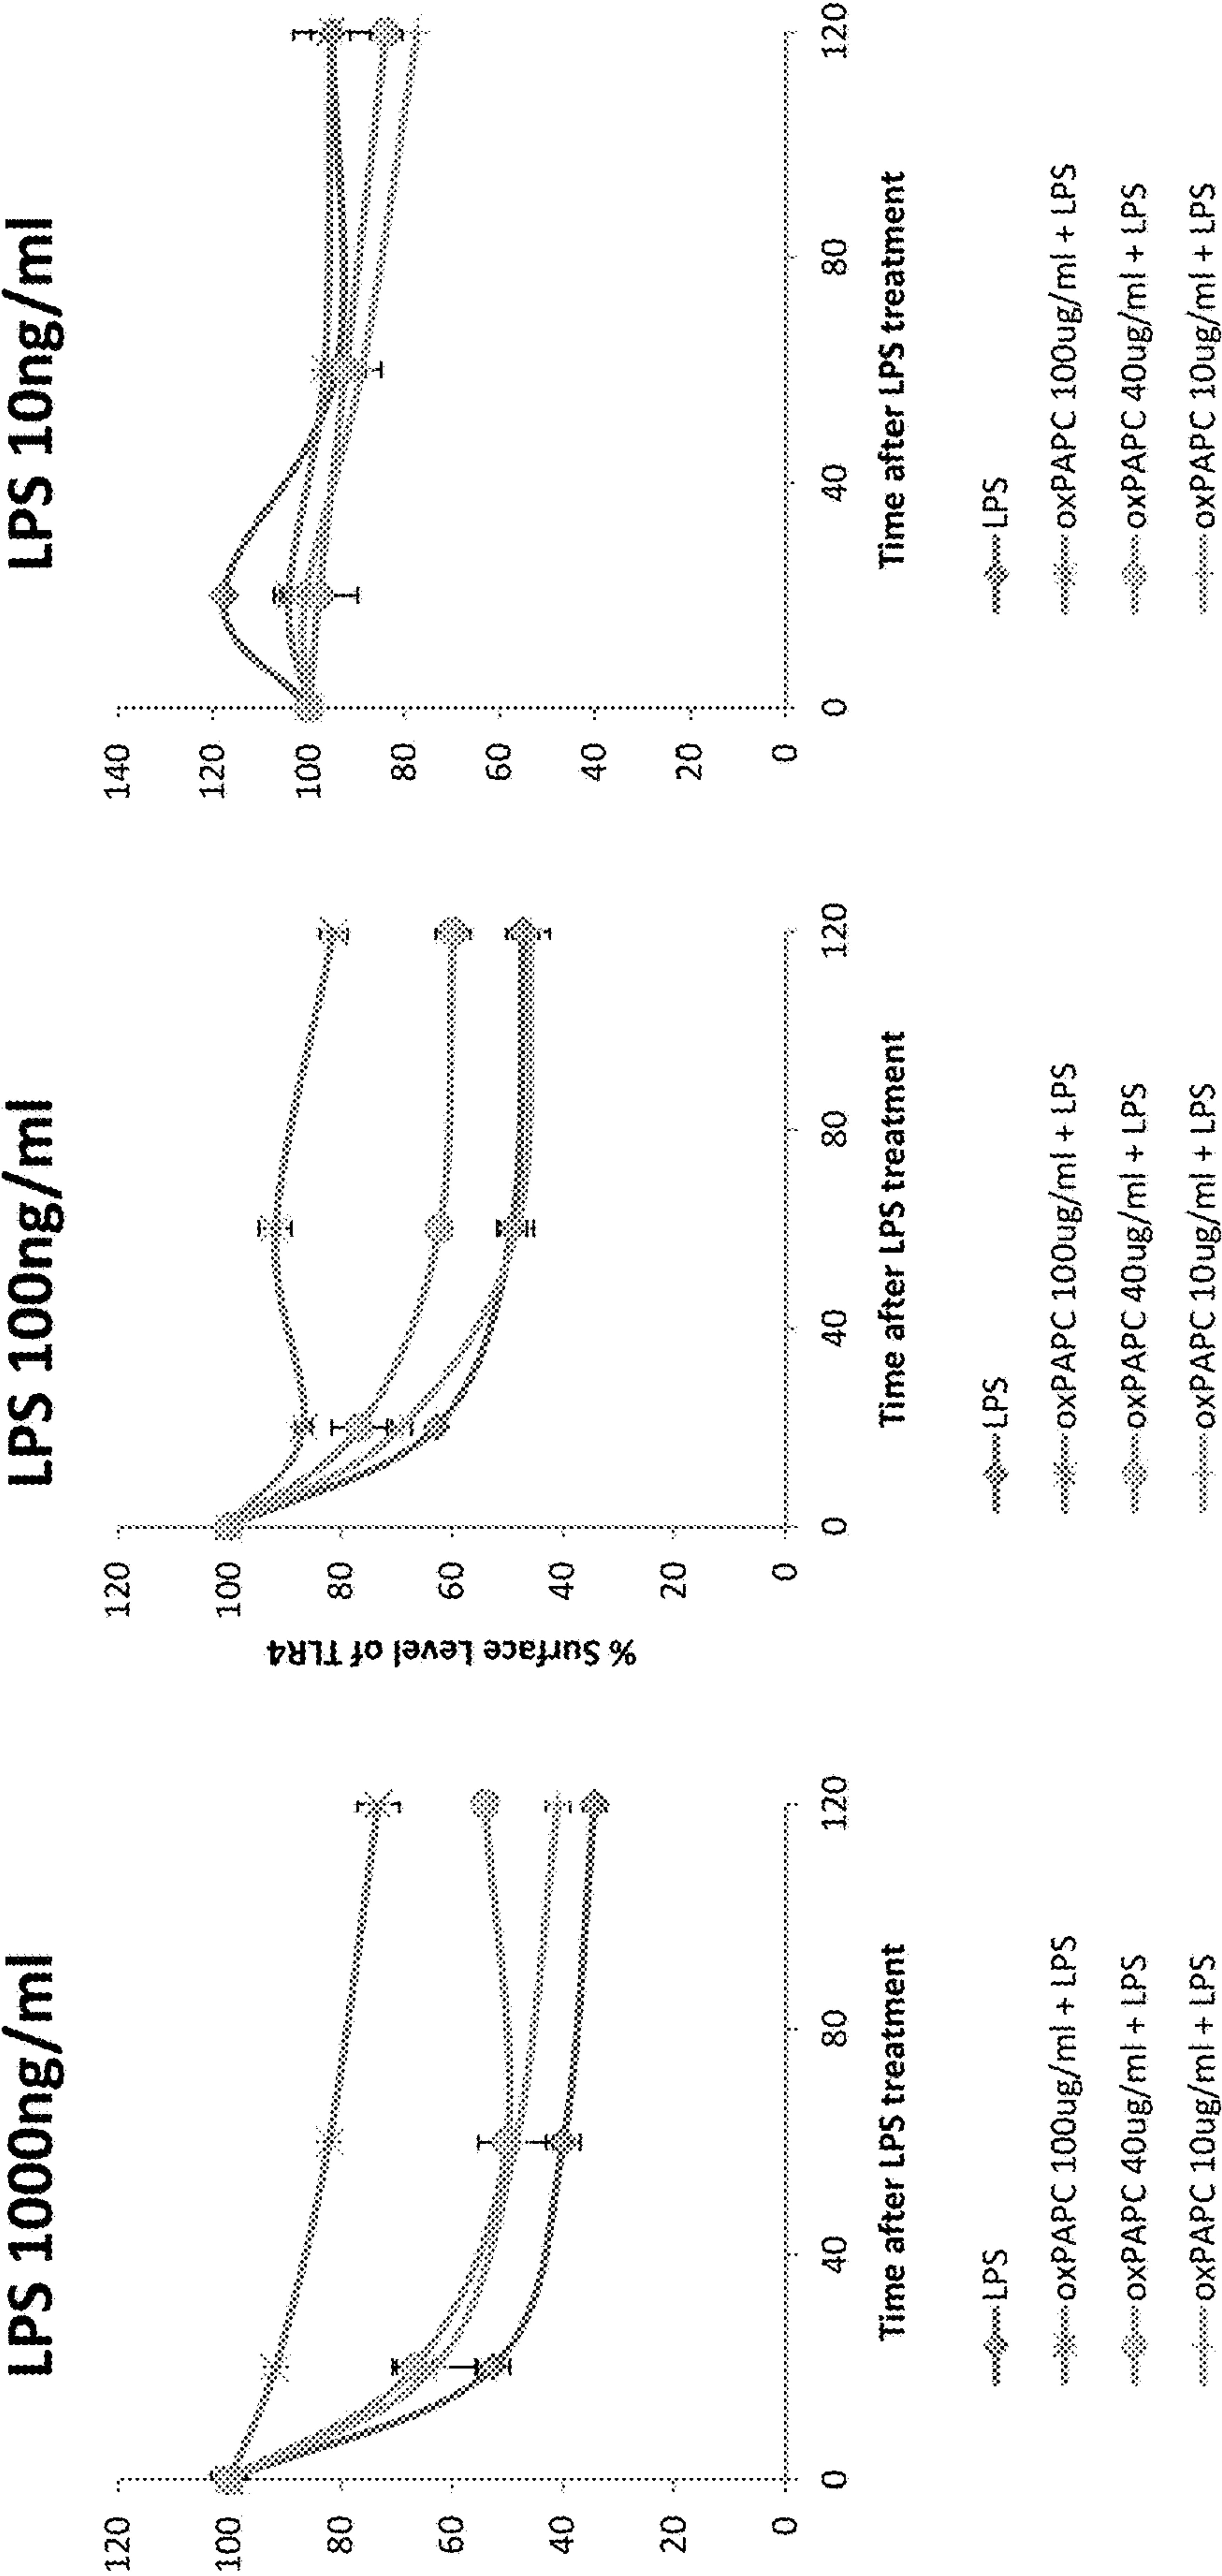 LPS 1000ng/ml
120
100
80
60
40
20
0
0
40
80
120
Time after LPS treatment
LPS
oxPAPC 100ug/ml + LPS
oxPAPC 40ug/ml + LPS
oxPAPC 10ug/ml + LPS
LPS 100ng/ml
% Surface Level of TLR4
120
100
80
60
40
20
0
0
40
80
120
Time after LPS treatment
LPS
oxPAPC 100ug/ml + LPS
oxPAPC 40ug/ml + LPS
oxPAPC 10ug/ml + LPS
LPS 10ng/ml
140
120
100
80
60
40
20
0
0
40
80
120
Time after LPS treatment
LPS
oxPAPC 100ug/ml + LPS
oxPAPC 40ug/ml + LPS
oxPAPC 10ug/ml + LPS